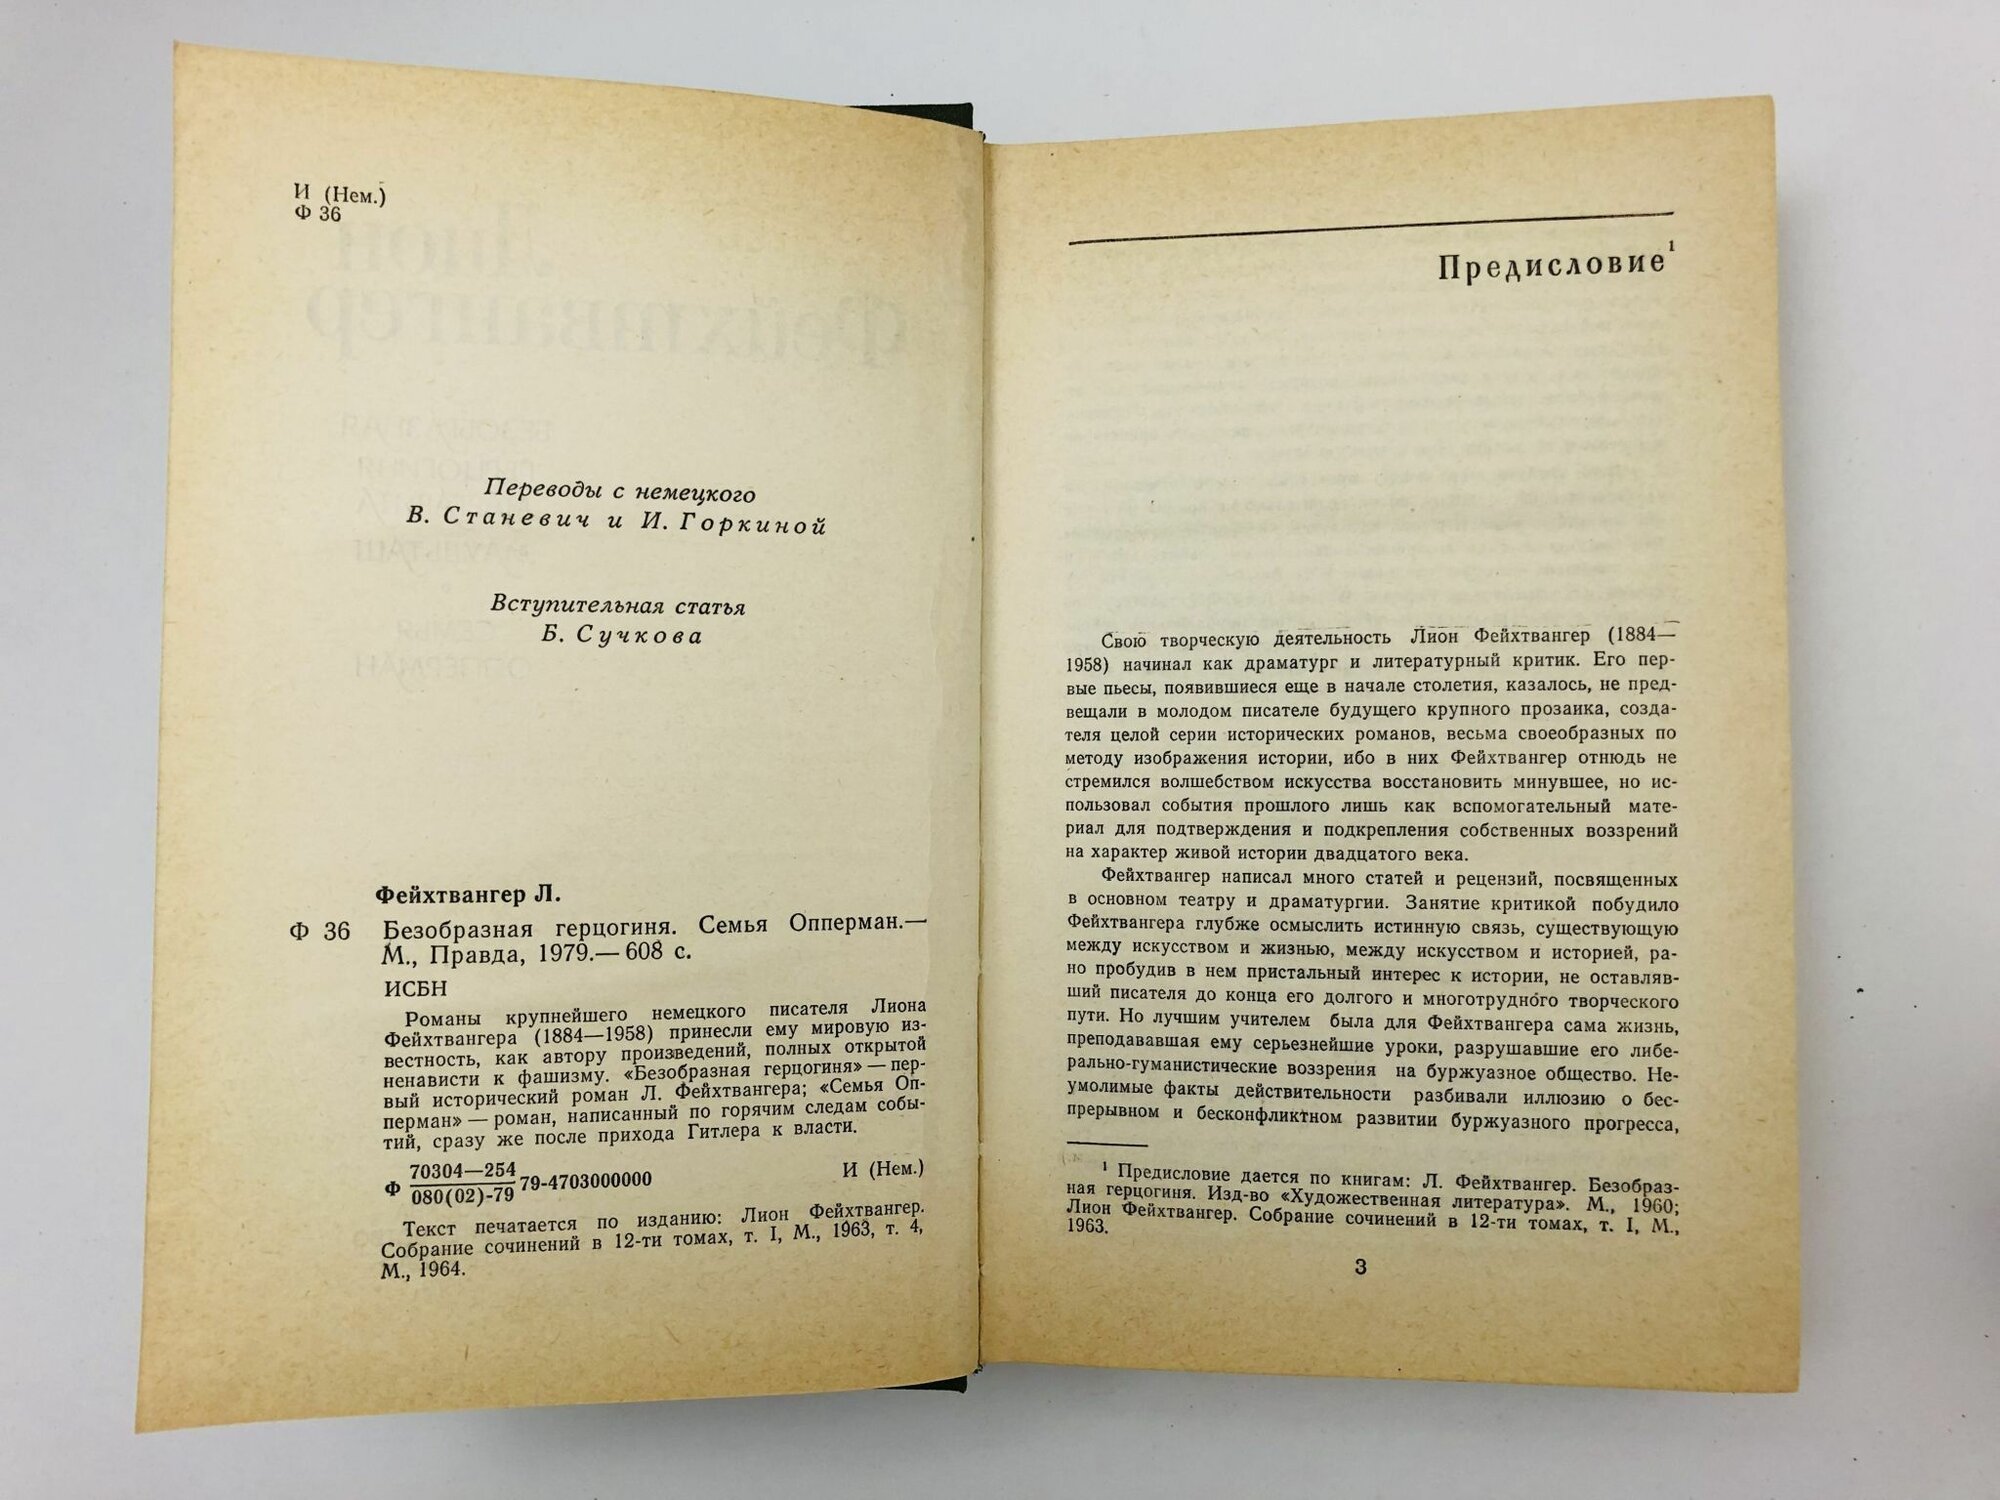 И (Нем.)
Ф 36
Переводы с немецкого
В. Станевич и И. Горкиной
Вступительная статья
Б. Сучкова
Фейхтвангер Л.
Ф 36 Безобразная герцогиня. Семья Опперман.—
М., Правда, 1979.— 608 с.
ИСБН
Романы крупнейшего немецкого писателя Лиона
Фейхтвангера (1884—1958) принесли ему мировую из-
вестность, как автору произведений, полных открытой
ненависти к фашизму. «Безобразная герцогиня» — пер-
вый исторический роман Л. Фейхтвангера; «Семья Оп-
перман» — роман, написанный по горячим следам собы-
тий, сразу же после прихода Гитлера к власти.
70304—254
Ф 080(02)-79 79-4703000000 И (Нем.)
Текст печатается по изданию: Лион Фейхтвангер.
Собрание сочинений в 12-ти томах, т. I, М., 1963, т. 4,
М., 1964.
Предисловие¹
Свою творческую деятельность Лион Фейхтвангер (1884—
1958) начинал как драматург и литературный критик. Его пер-
вые пьесы, появившиеся еще в начале столетия, казалось, не пред-
вещали в молодом писателе будущего крупного прозаика, созда-
теля целой серии исторических романов, весьма своеобразных по
методу изображения истории, ибо в них Фейхтвангер отнюдь не
стремился волшебством искусства восстановить минувшее, но ис-
пользовал события прошлого лишь как вспомогательный мате-
риал для подтверждения и подкрепления собственных воззрений
на характер живой истории двадцатого века.
Фейхтвангер написал много статей и рецензий, посвященных
в основном театру и драматургии. Занятие критикой побудило
Фейхтвангера глубже осмыслить истинную связь, существующую
между искусством и жизнью, между искусством и историей, ра-
но пробудив в нем пристальный интерес к истории, не оставляв-
ший писателя до конца его долгого и многотрудного творческого
пути. Но лучшим учителем была для Фейхтвангера сама жизнь,
преподававшая ему серьезнейшие уроки, разрушавшие его либе-
рально-гуманистические воззрения на буржуазное общество. Не-
умолимые факты действительности разбивали иллюзию о бес-
прерывном и бесконфликтном развитии буржуазного прогресса,
¹ Предисловие дается по книгам: Л. Фейхтвангер. Безобраз-
ная герцогиня. Изд-во «Художественная литература». М., 1960;
Лион Фейхтвангер. Собрание сочинений в 12-ти томах, т. I, М.,
1963.
3